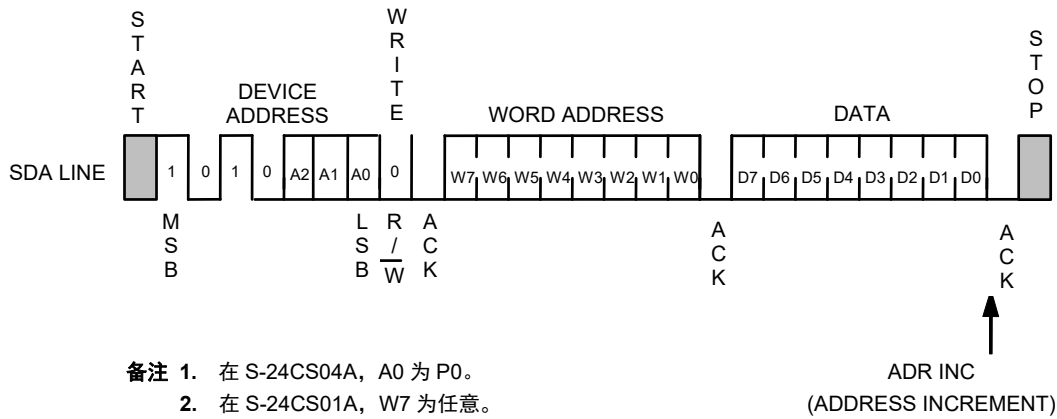 START
WRITE
STOP
DEVICE
ADDRESS
WORD ADDRESS
DATA
SDA LINE
1 0 1 0 A2 A1 A0 0 W7 W6 W5 W4 W3 W2 W1 W0 D7 D6 D5 D4 D3 D2 D1 D0
MSB
LSB
R/W
ACK
ACK
ACK
ADR INC
(ADDRESS INCREMENT)
备注 1. 在 S-24CS04A，A0 为 P0。
2. 在 S-24CS01A，W7 为任意。